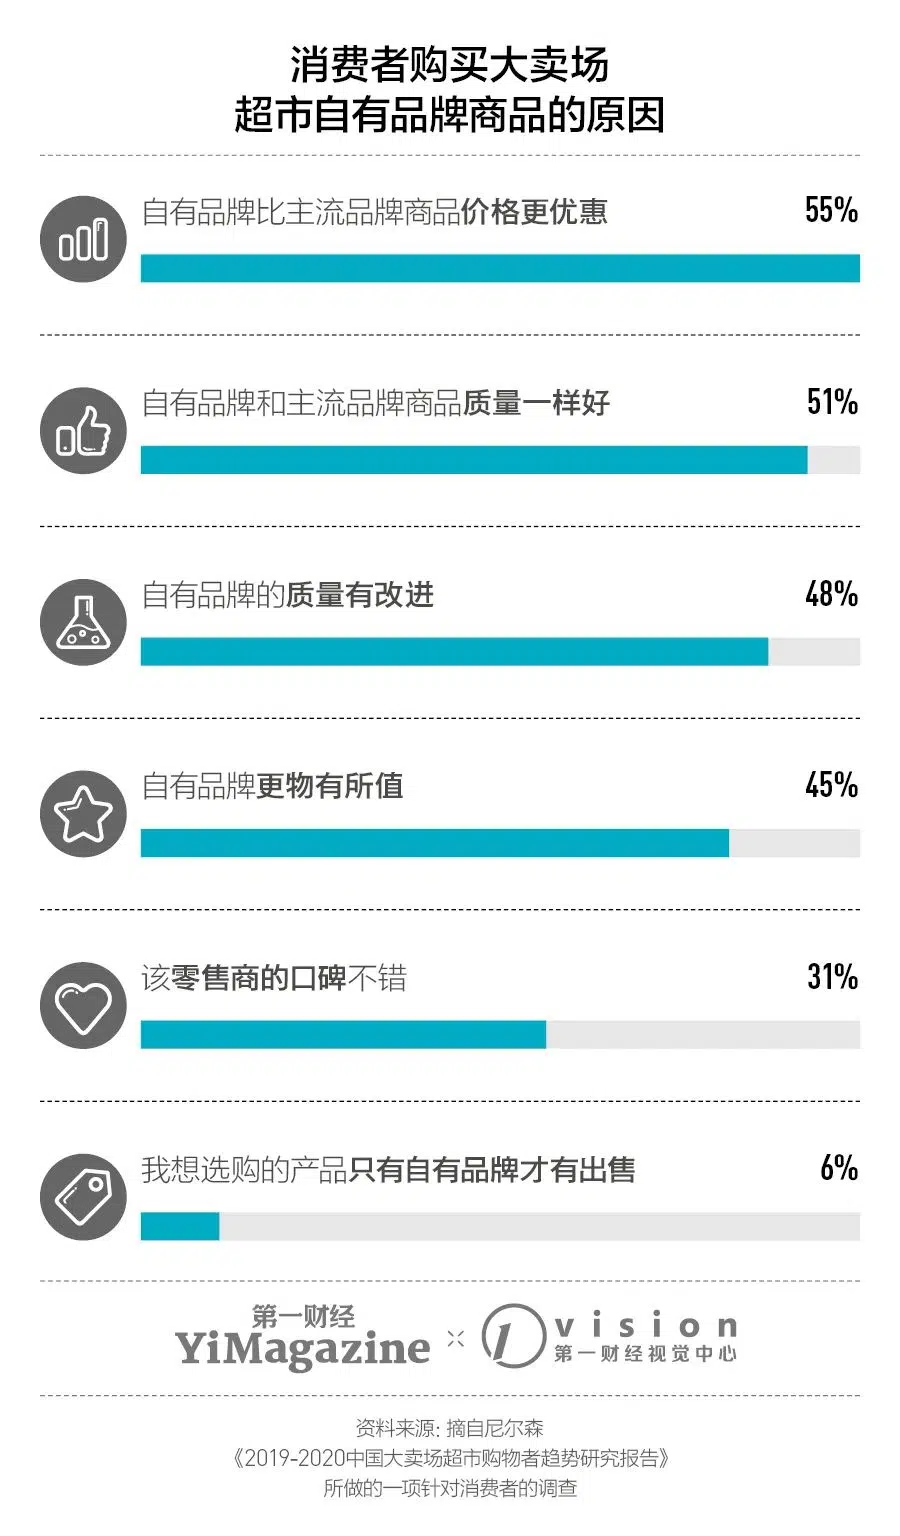 消费者购买大卖场
超市自有品牌商品的原因
自有品牌比主流品牌商品价格更优惠 55%
自有品牌和主流品牌商品质量一样好 51%
自有品牌的质量有改进 48%
自有品牌更物有所值 45%
该零售商的口碑不错 31%
我想选购的产品只有自有品牌才有出售 6%
第一财经
YiMagazine
vision
第一财经视觉中心
资料来源: 摘自尼尔森
《2019-2020中国大卖场超市购物者趋势研究报告》
所做的一项针对消费者的调查